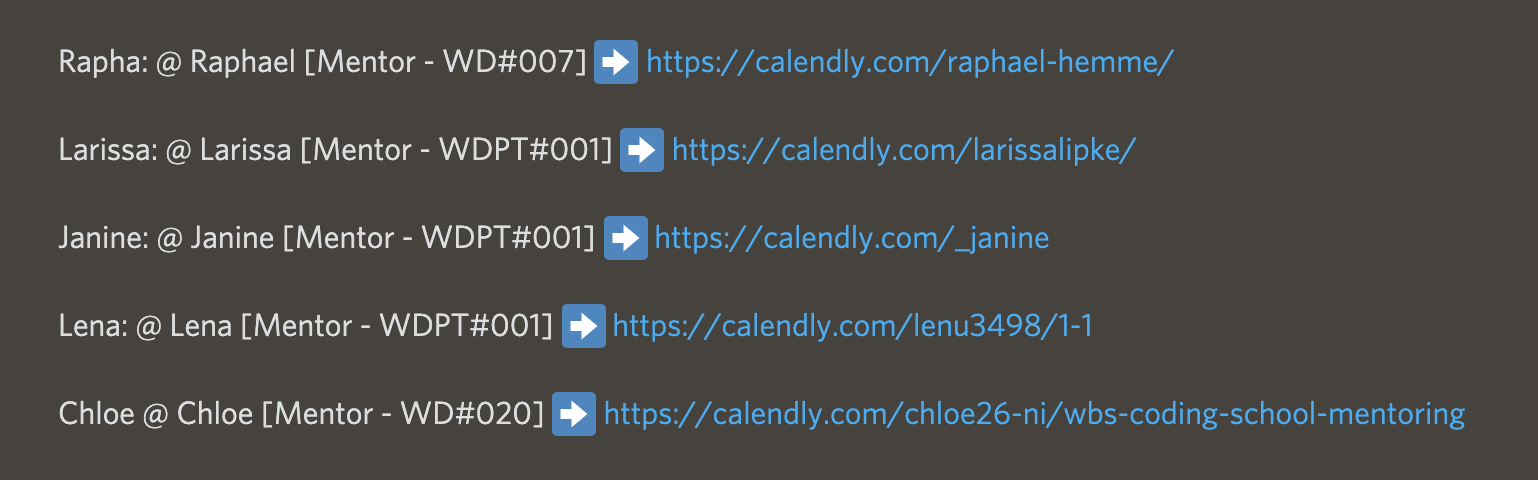 Rapha: @ Raphael [Mentor - WD#007] ➡ https://calendly.com/raphael-hemme/
Larissa: @ Larissa [Mentor - WDPT#001] ➡ https://calendly.com/larissalipke/
Janine: @ Janine [Mentor - WDPT#001] ➡ https://calendly.com/_janine
Lena: @ Lena [Mentor - WDPT#001] ➡ https://calendly.com/lenu3498/1-1
Chloe @ Chloe [Mentor - WD#020] ➡ https://calendly.com/chloe26-ni/wbs-coding-school-mentoring